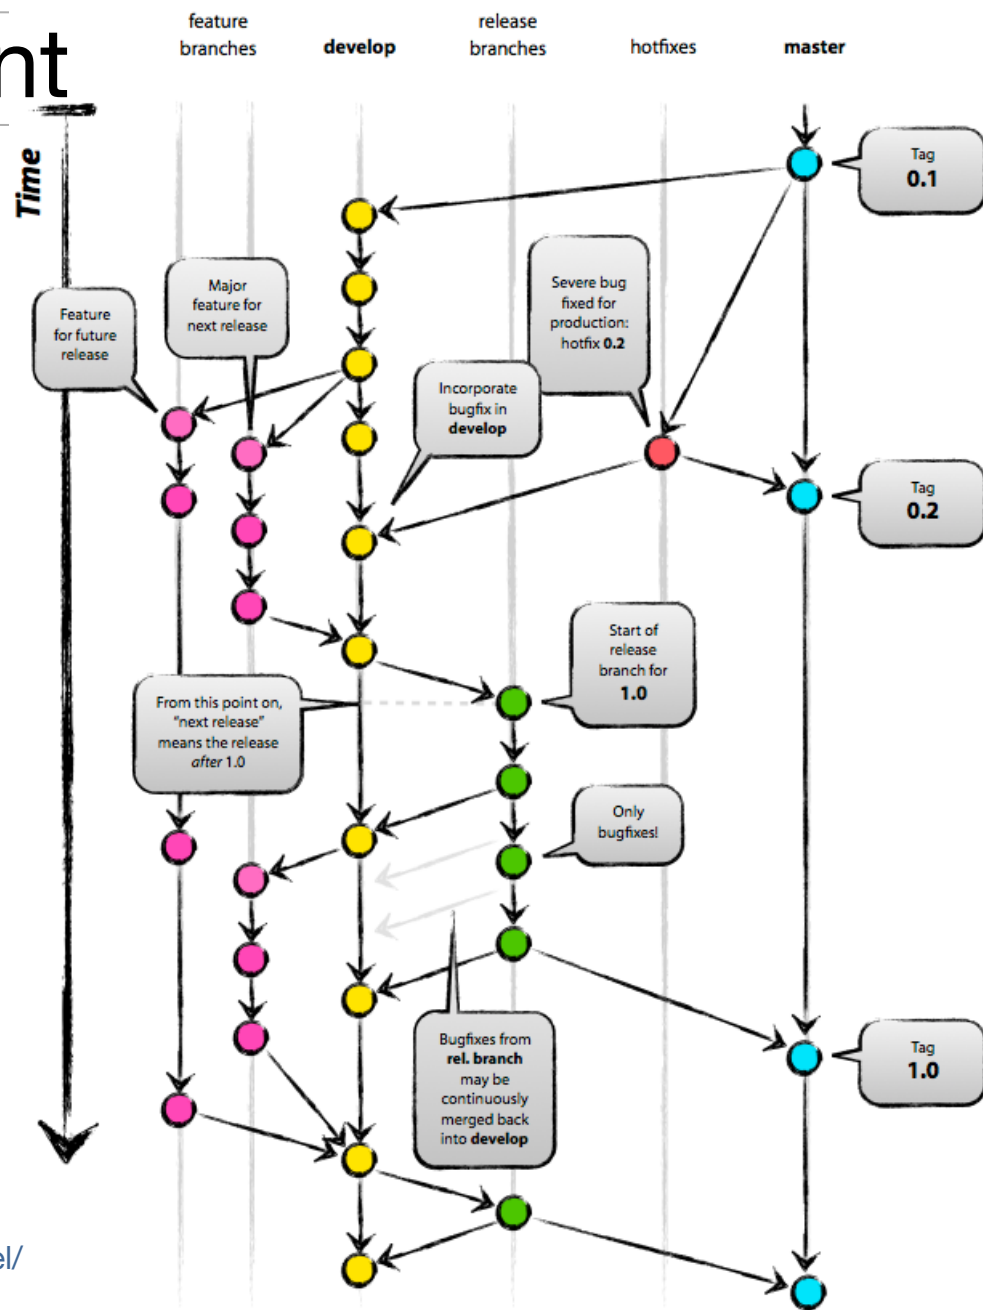 nt
feature
branches
develop
release
branches
hotfixes
master
Time
Tag
0.1
Severe bug
fixed for
production:
hotfix 0.2
Major
feature for
next release
Feature
for future
release
Incorporate
bugfix in
develop
Tag
0.2
Start of
release
branch for
1.0
From this point on,
“next release”
means the release
after 1.0
Only
bugfixes!
Bugfixes from
rel. branch
may be
continuously
merged back
into develop
Tag
1.0
el/